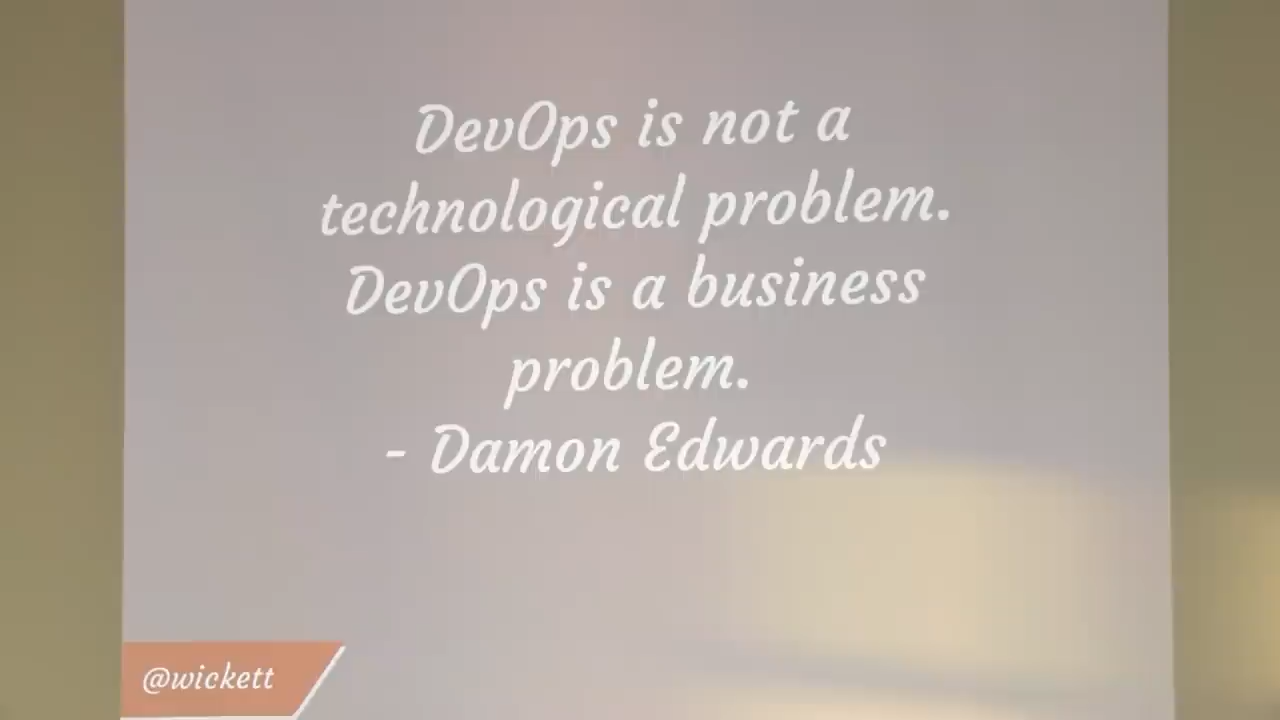 DevOps is not a
technological problem.
DevOps is a business
problem.
- Damon Edwards
@wickett